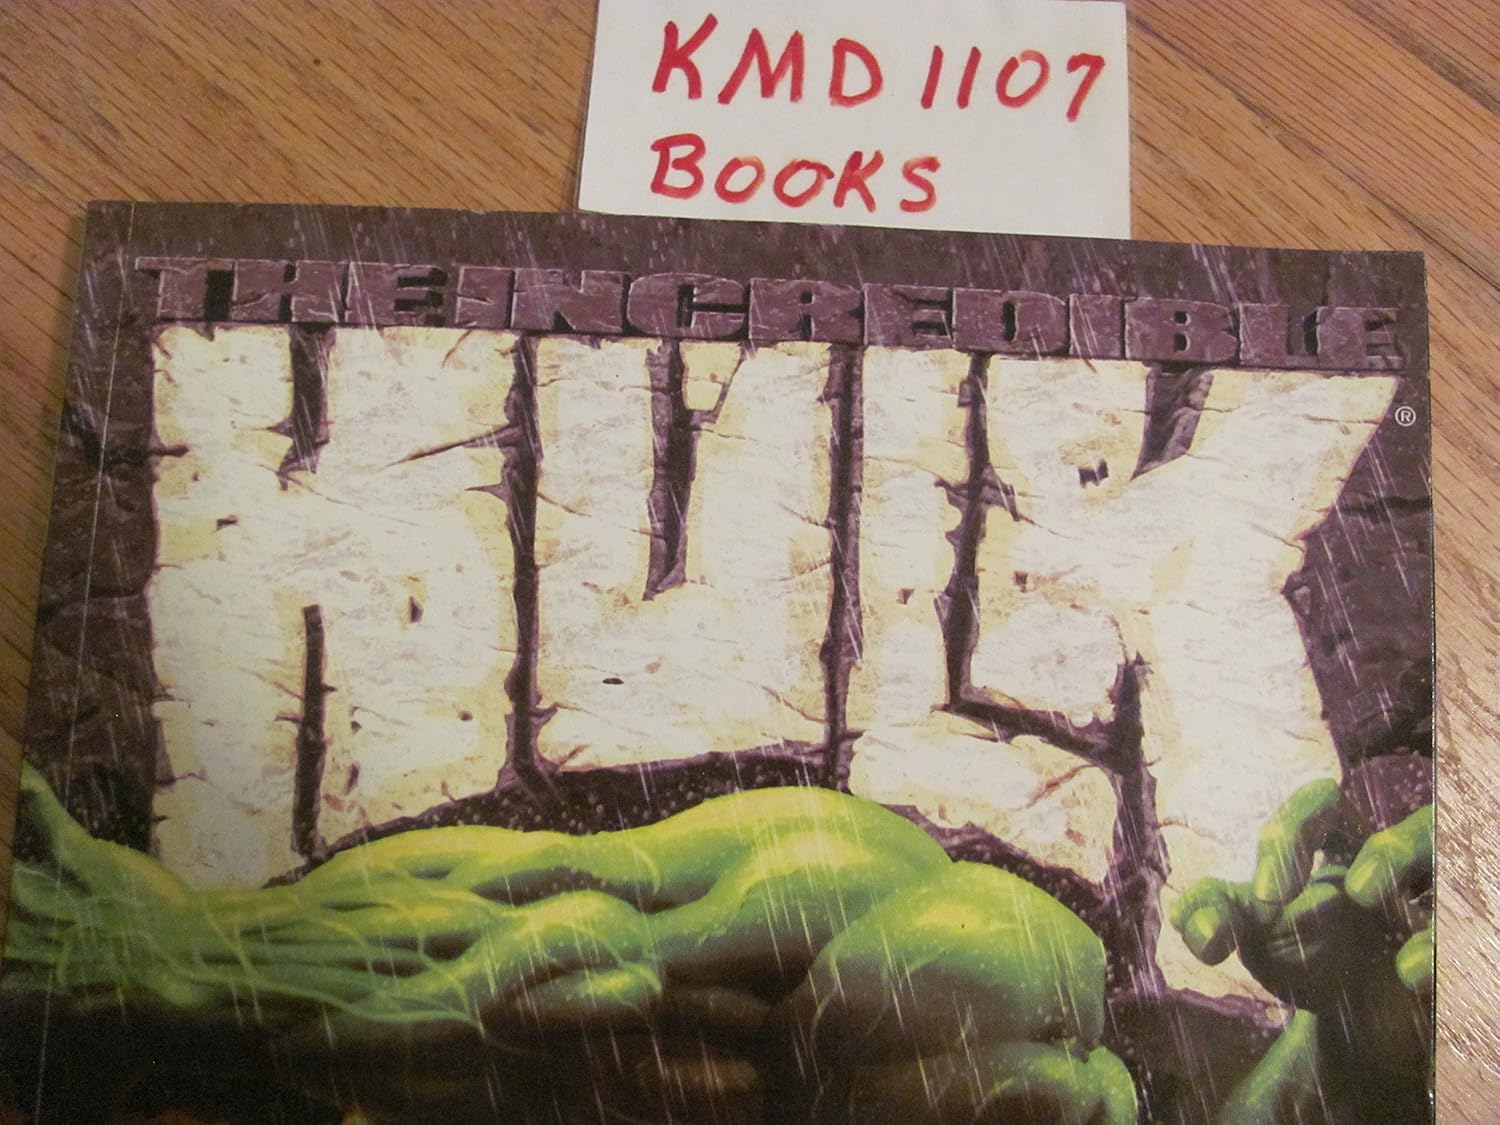 KMD 1107
BOOKS
THE INCREDIBLE
HULK®